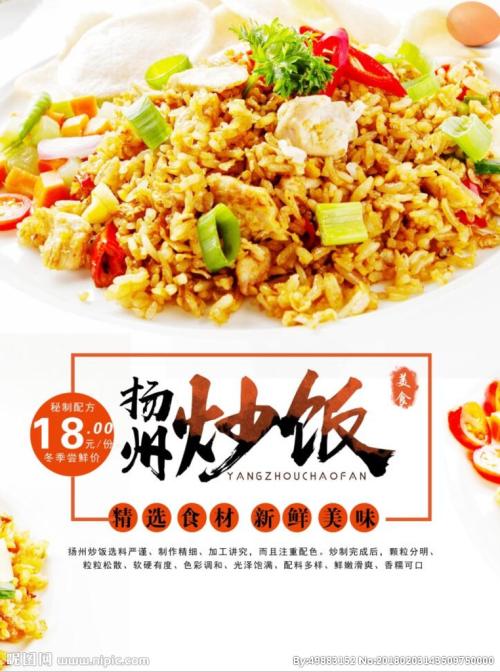 秘制配方
18.00
元/份
冬季尝鲜价
扬州炒饭
美食
YANGZHOUCHAOFAN
精选食材 新鲜美味
扬州炒饭选料严谨、制作精细、加工讲究，而且注重配色。炒制完成后，颗粒分明、
粒粒松散、软硬有度、色彩调和、光泽饱满、配料多样、鲜嫩滑爽、香糯可口
昵图网 www.nipic.com
By:49883152 No:20180203143500750000